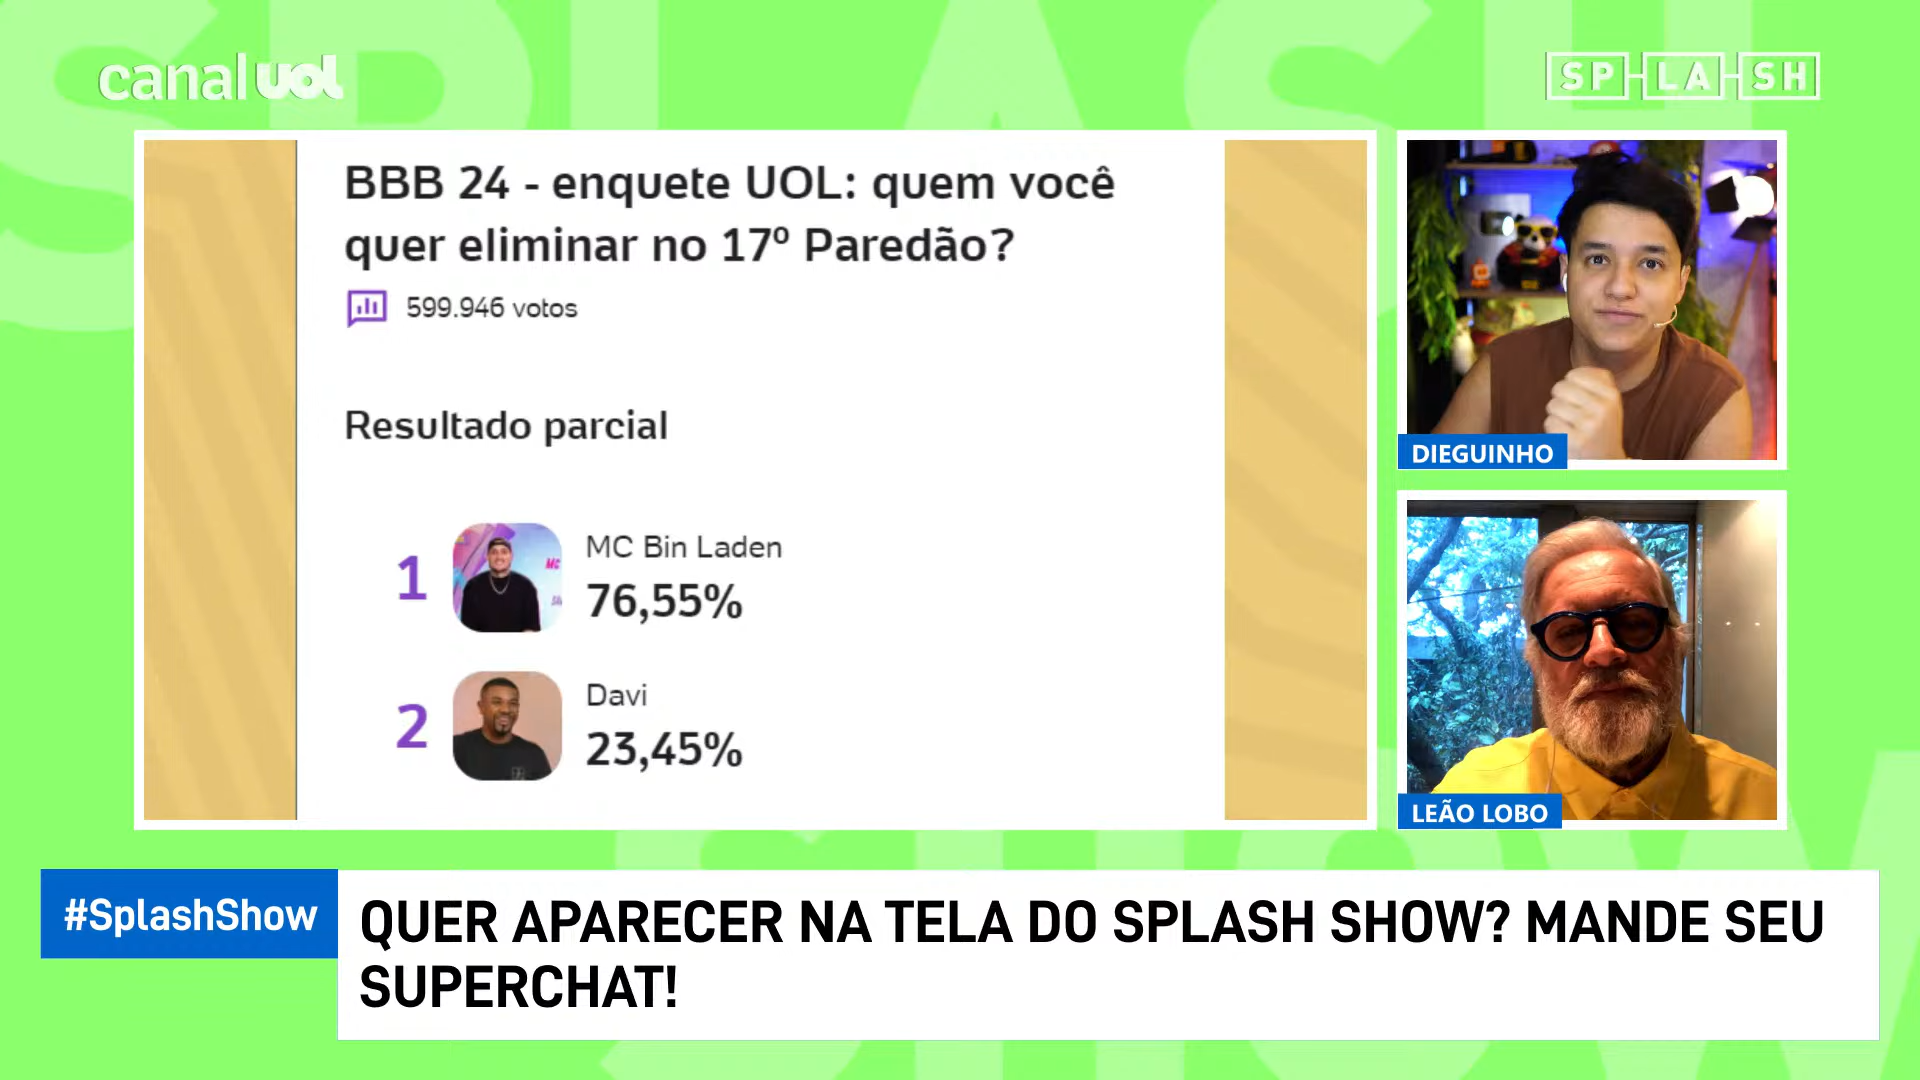 canal uol
SPLASH
BBB 24 - enquete UOL: quem você
quer eliminar no 17º Paredão?
599.946 votos
Resultado parcial
1
MC Bin Laden
76,55%
2
Davi
23,45%
DIEGUINHO
LEÃO LOBO
#SplashShow
QUER APARECER NA TELA DO SPLASH SHOW? MANDE SEU
SUPERCHAT!